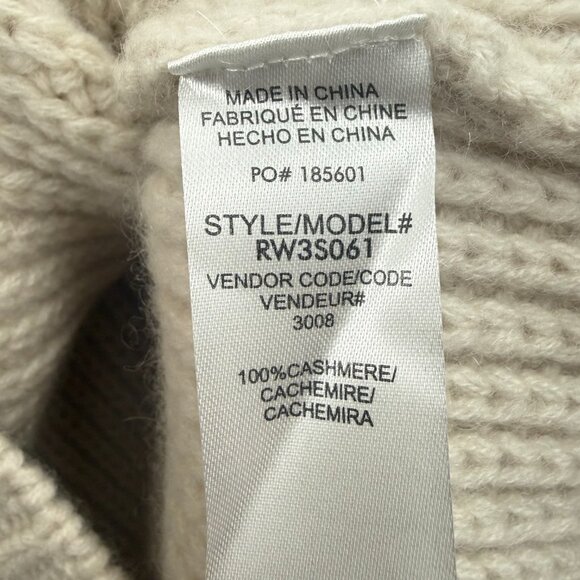 MADE IN CHINA
FABRIQUÉ EN CHINE
HECHO EN CHINA
PO# 185601
STYLE/MODEL#
RW3S061
VENDOR CODE/CODE
VENDEUR#
3008
100%CASHMERE/
CACHEMIRE/
CACHEMIRA